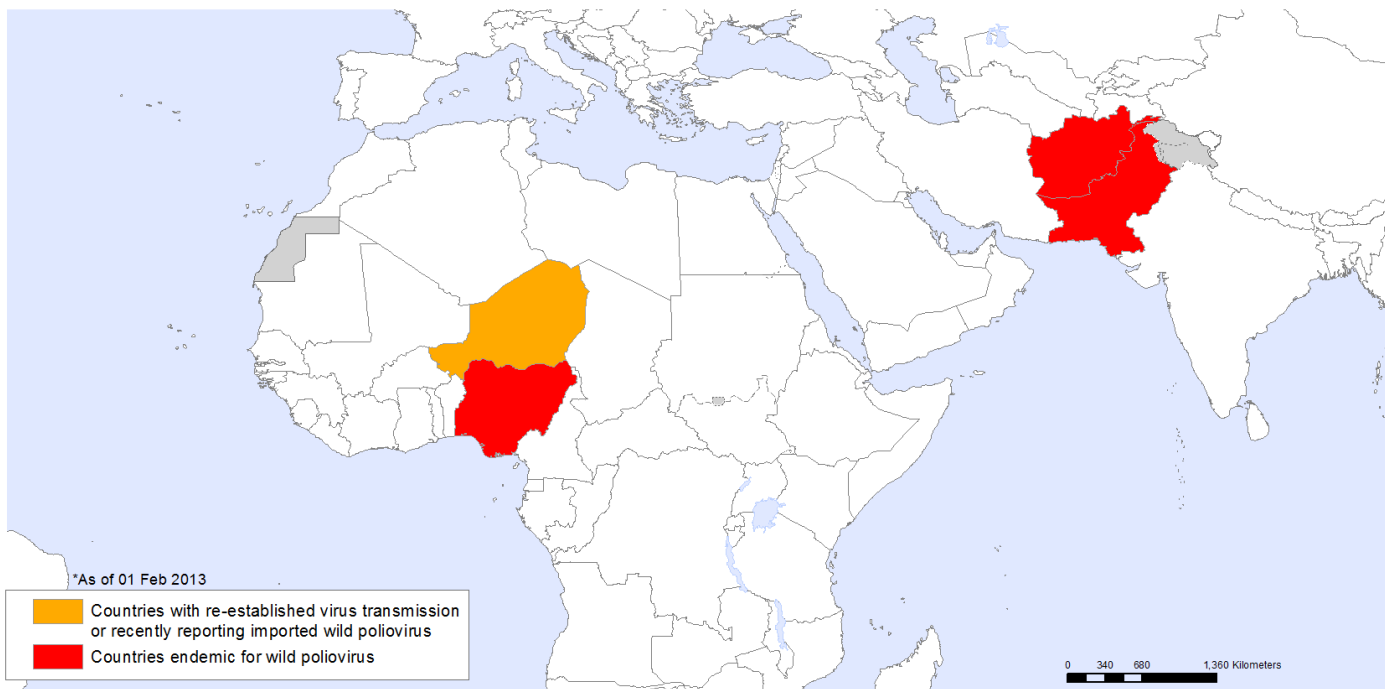 *As of 01 Feb 2013
Countries with re-established virus transmission
or recently reporting imported wild poliovirus
Countries endemic for wild poliovirus
0 340 680 1,360 Kilometers